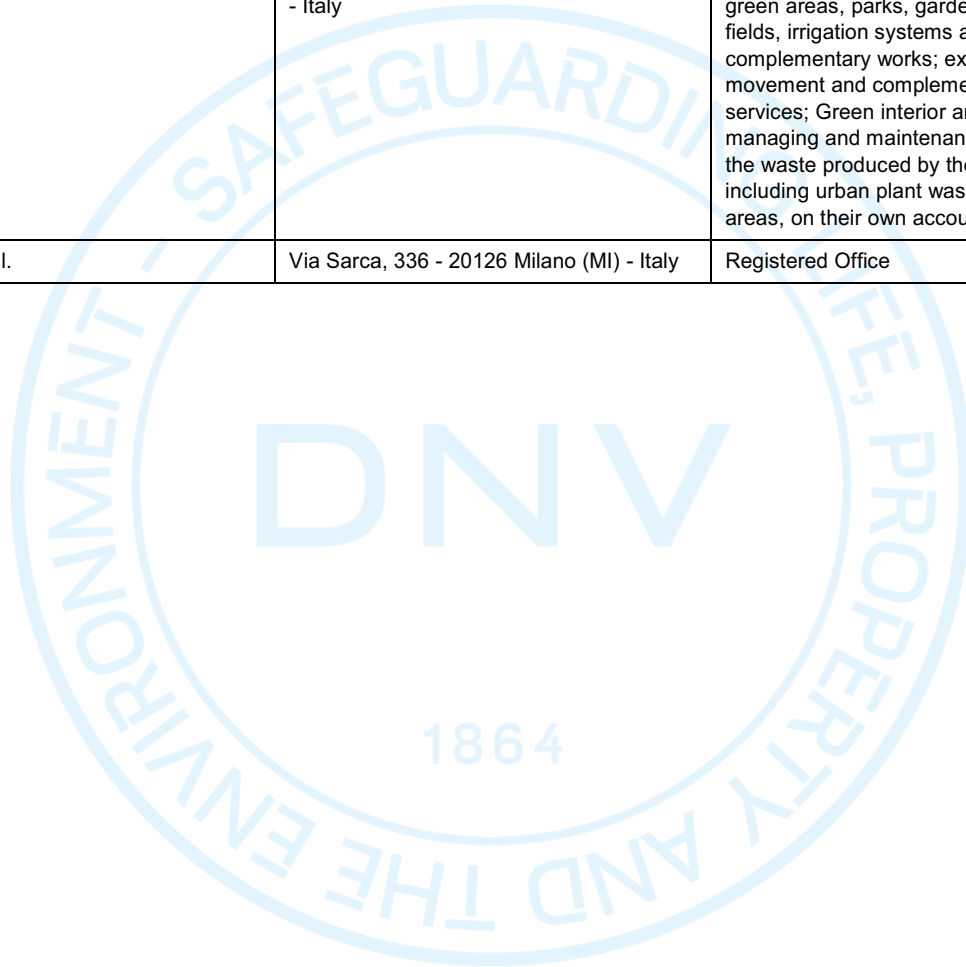 - Italy
green areas, parks, garde
fields, irrigation systems a
complementary works; ex
movement and compleme
services; Green interior a
managing and maintenan
the waste produced by the
including urban plant was
areas, on their own accou
l.
Via Sarca, 336 - 20126 Milano (MI) - Italy
Registered Office
SAFEGUARDING LIFE, PROPERTY AND THE ENVIRONMENT -
DNV
1864